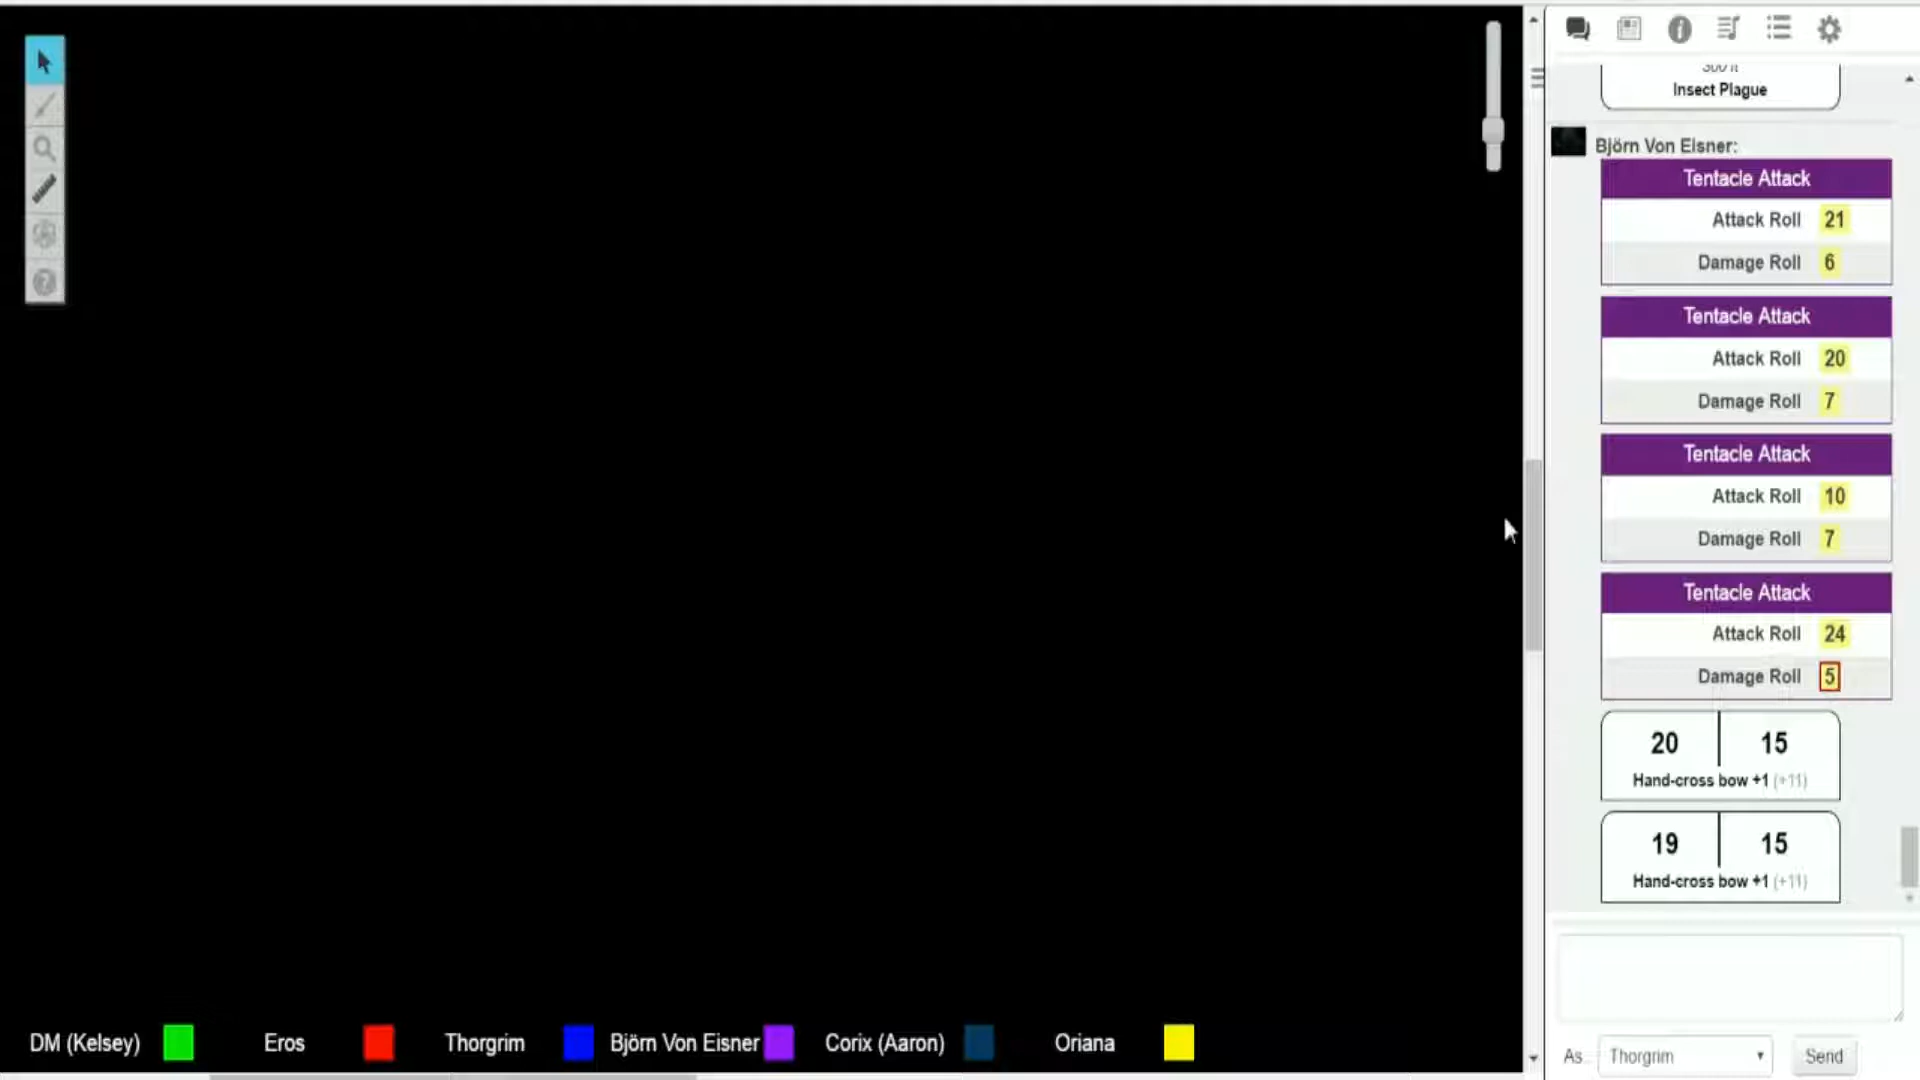 300 ft
Insect Plague
Björn Von Eisner:
Tentacle Attack
Attack Roll 21
Damage Roll 6
Tentacle Attack
Attack Roll 20
Damage Roll 7
Tentacle Attack
Attack Roll 10
Damage Roll 7
Tentacle Attack
Attack Roll 24
Damage Roll 5
20 15
Hand-cross bow +1 (+11)
19 15
Hand-cross bow +1 (+11)
DM (Kelsey) Eros Thorgrim Björn Von Eisner Corix (Aaron) Oriana
As Thorgrim Send